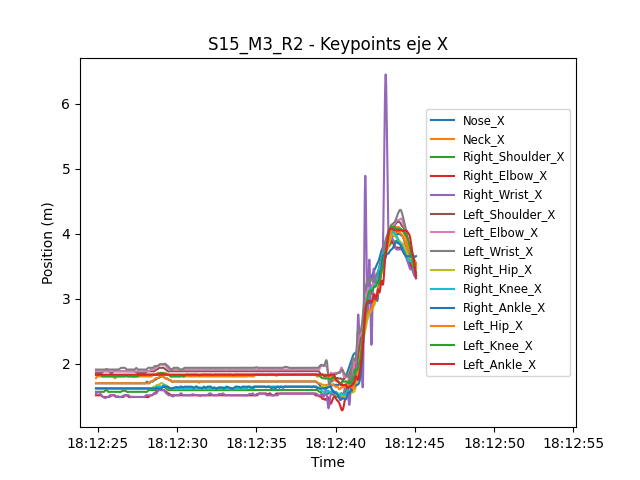 S15_M3_R2 - Keypoints eje X
Position (m)
6
5
4
3
2
Nose_X
Neck_X
Right_Shoulder_X
Right_Elbow_X
Right_Wrist_X
Left_Shoulder_X
Left_Elbow_X
Left_Wrist_X
Right_Hip_X
Right_Knee_X
Right_Ankle_X
Left_Hip_X
Left_Knee_X
Left_Ankle_X
18:12:25 18:12:30 18:12:35 18:12:40 18:12:45 18:12:50 18:12:55
Time